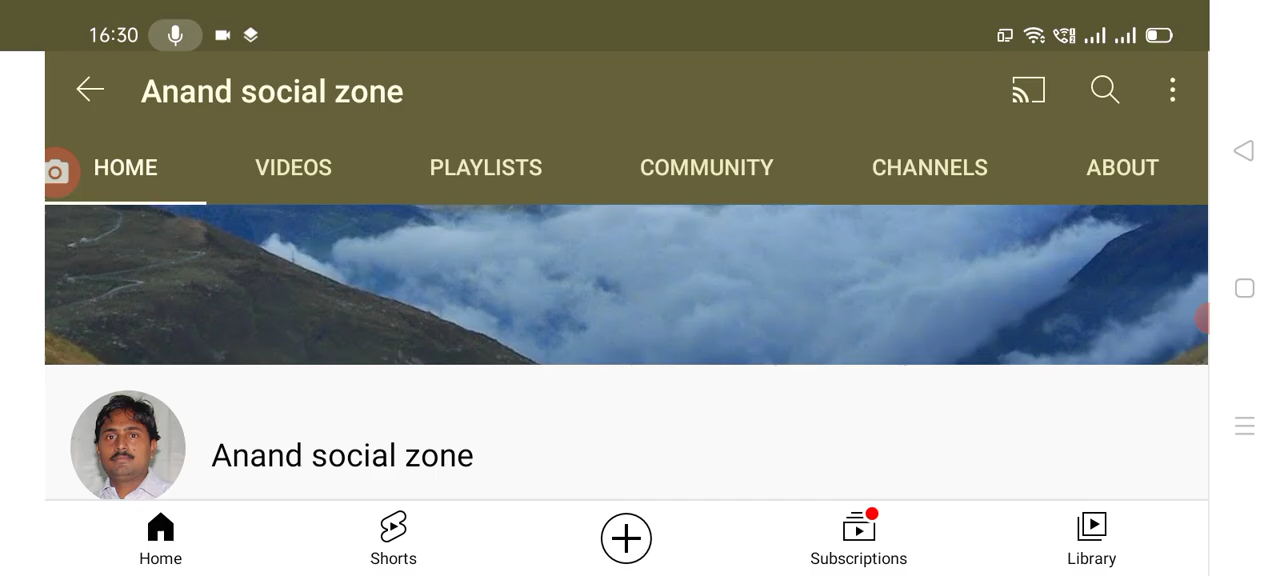 16:30
Anand social zone
HOME VIDEOS PLAYLISTS COMMUNITY CHANNELS ABOUT
Anand social zone
Home Shorts Subscriptions Library